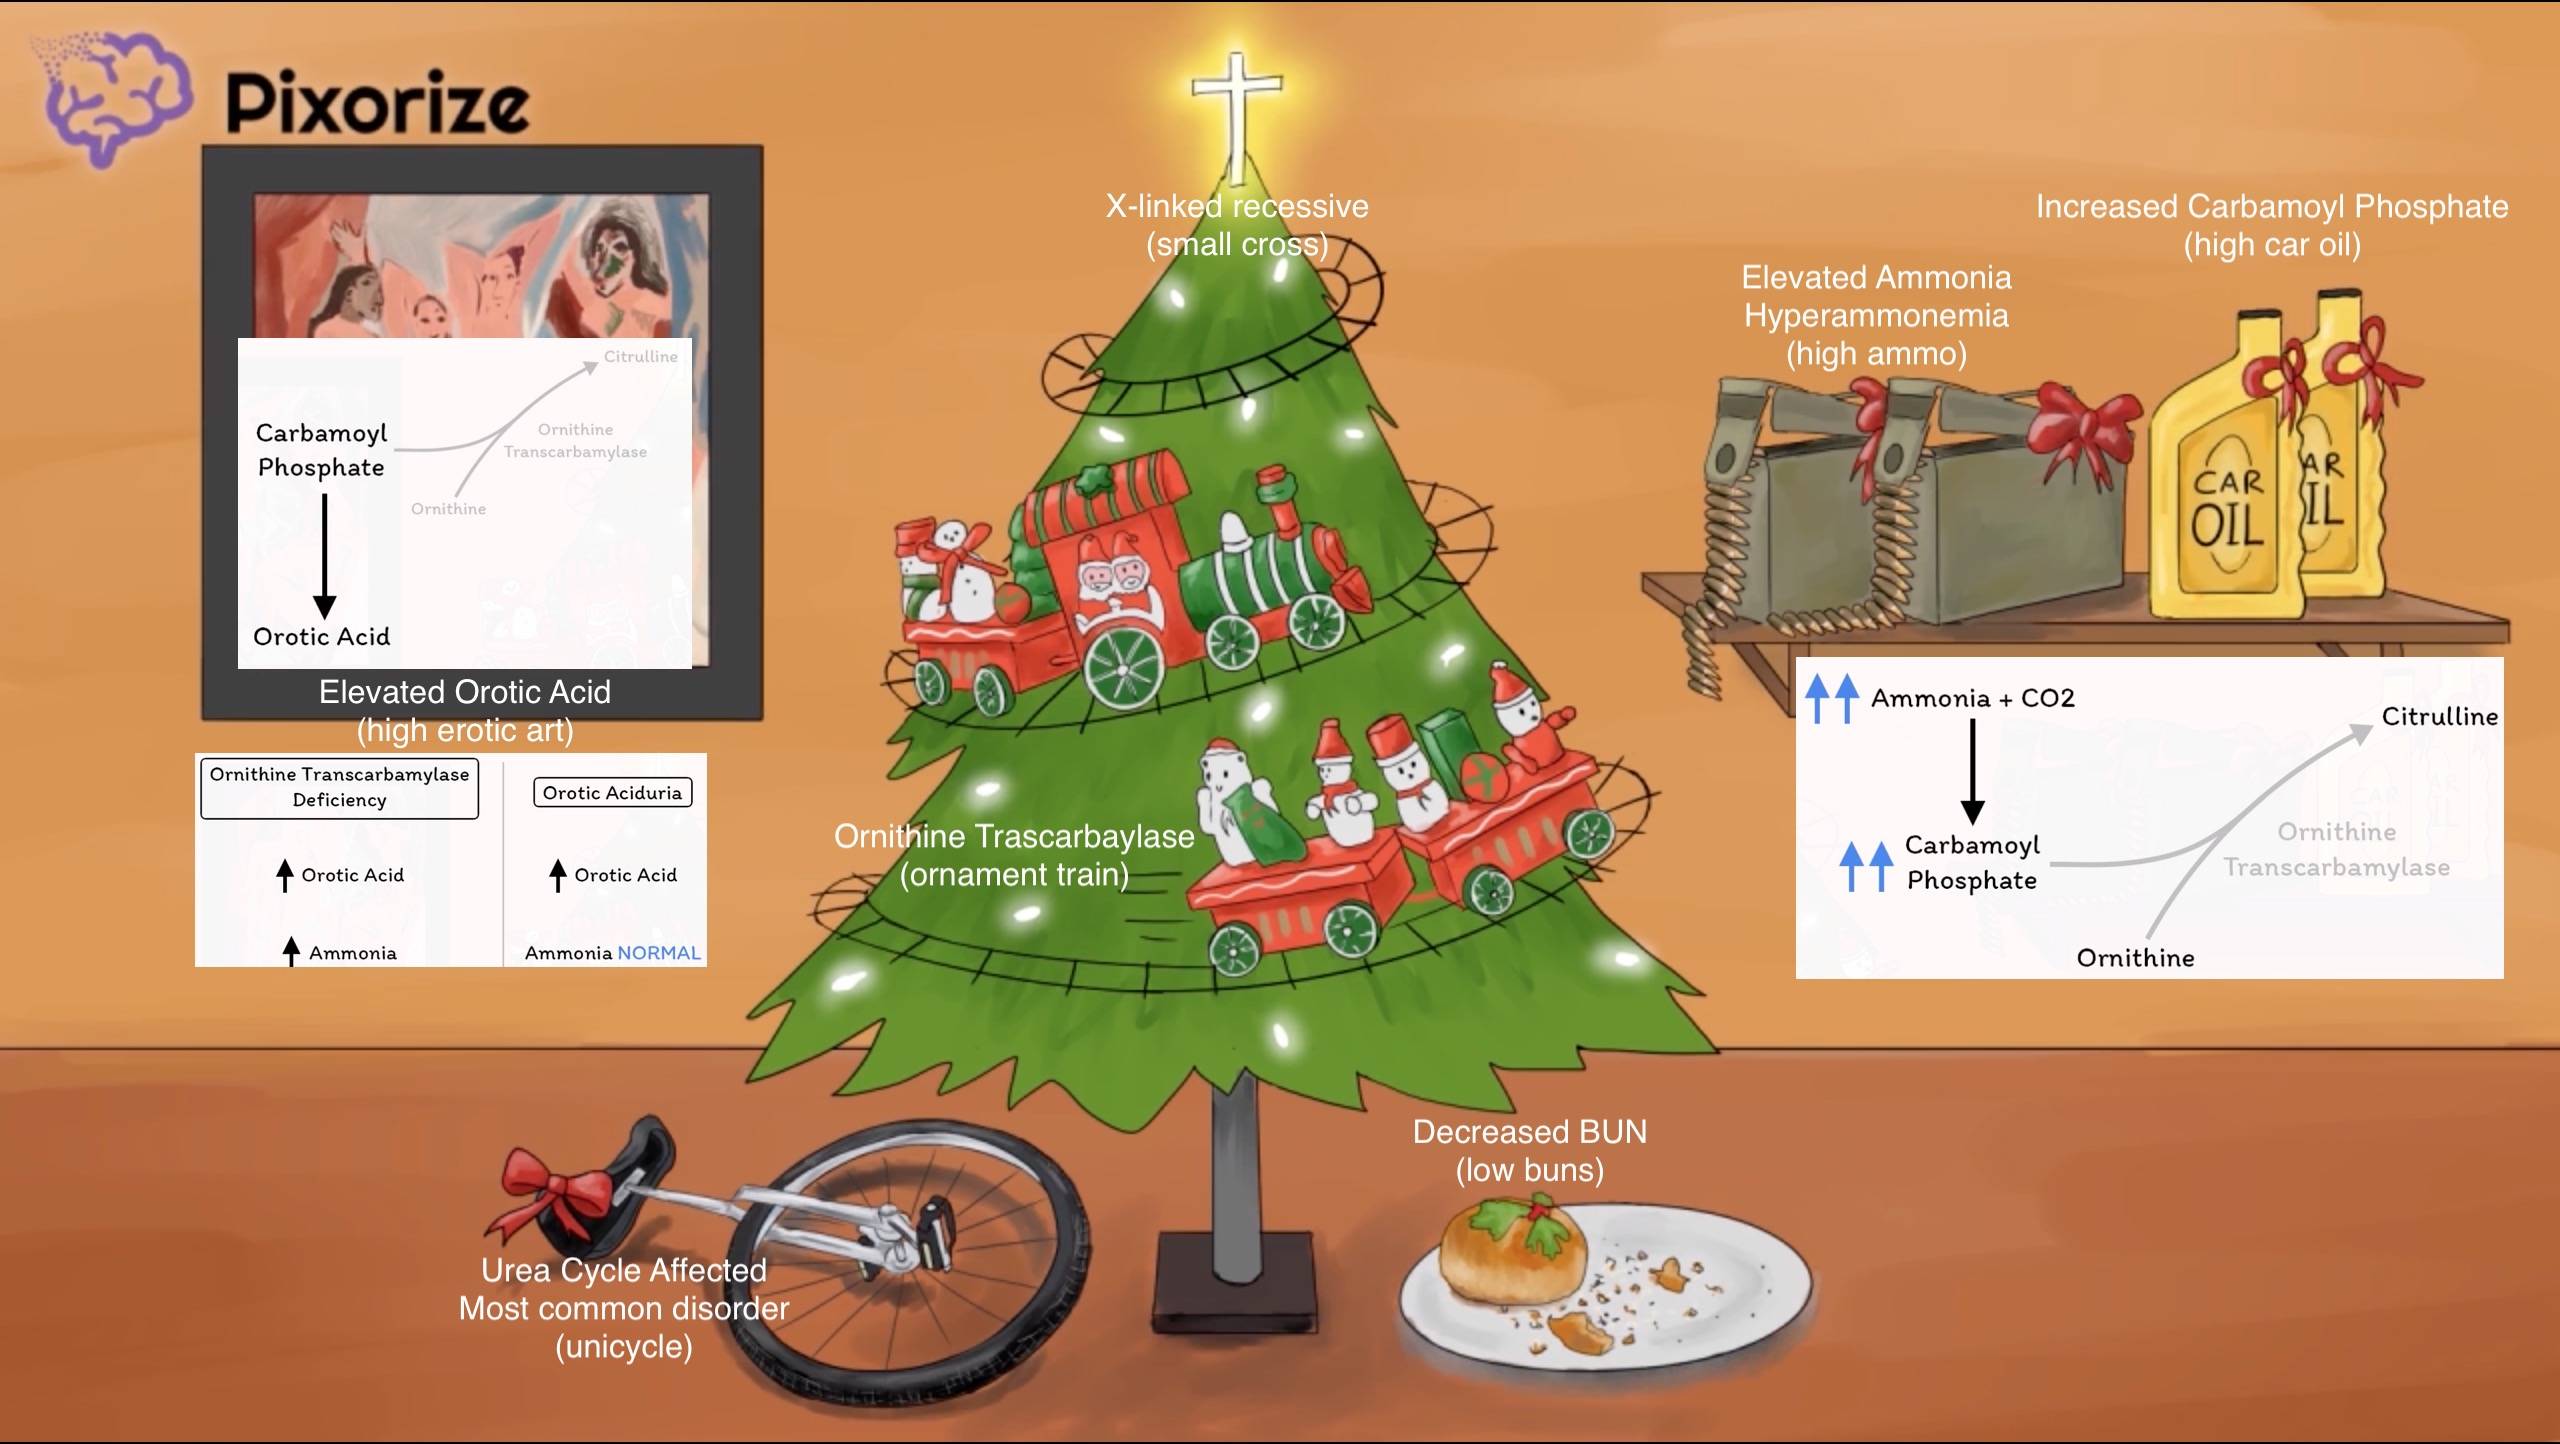 Pixorize
X-linked recessive
(small cross)
Increased Carbamoyl Phosphate
(high car oil)
Elevated Ammonia
Hyperammonemia
(high ammo)
CAR
OIL
AR
IL
Citrulline
Carbamoyl
Phosphate
Ornithine
Transcarbamylase
Ornithine
Orotic Acid
Elevated Orotic Acid
(high erotic art)
Ornithine Transcarbamylase
Deficiency
Orotic Aciduria
Orotic Acid
Orotic Acid
Ammonia
Ammonia NORMAL
Ornithine Trascarbaylase
(ornament train)
Ammonia + CO2
Citrulline
Carbamoyl
Phosphate
Ornithine
Transcarbamylase
Ornithine
Decreased BUN
(low buns)
Urea Cycle Affected
Most common disorder
(unicycle)